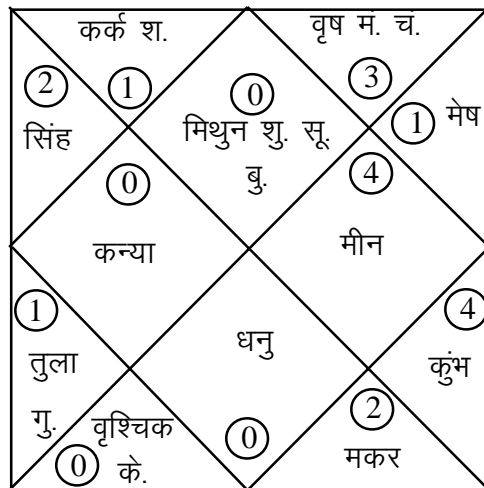 कर्क श.
वृष मं. चं.
2
1
0
3
1
मेष
सिंह
मिथुन शु. सू.
बु.
0
4
कन्या
मीन
1
4
तुला
धनु
कुंभ
गु.
वृश्चिक
2
0
के.
0
मकर